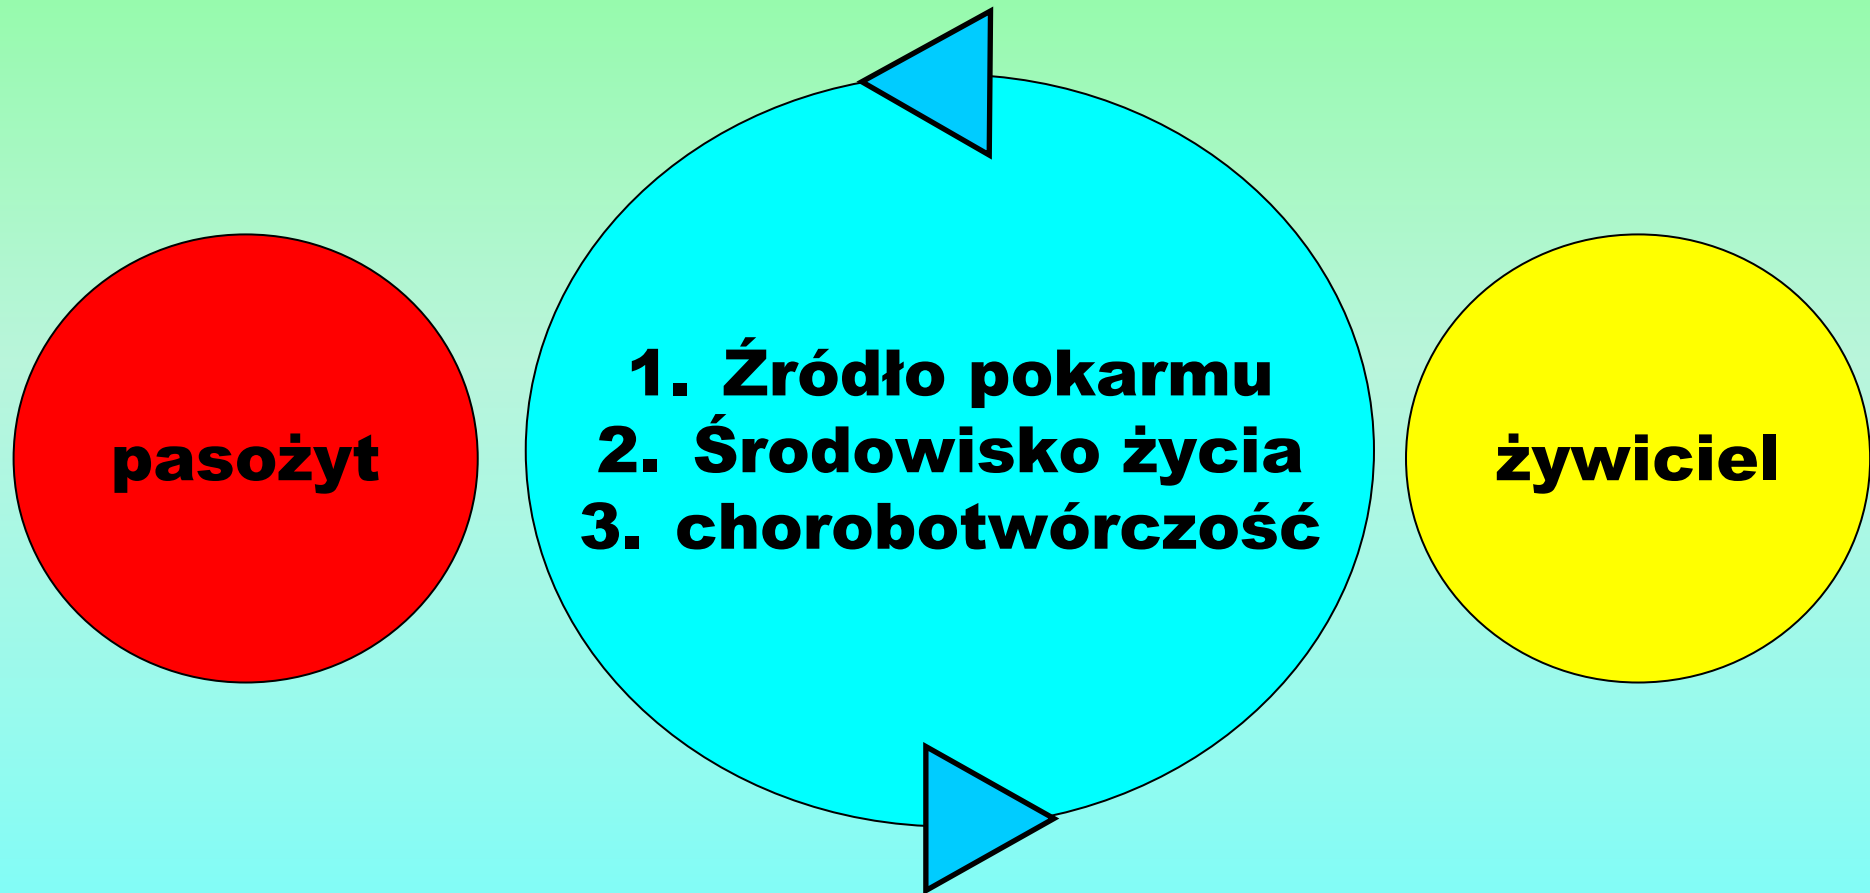 pasożyt
1. Źródło pokarmu
2. Środowisko życia
3. chorobotwórczość
żywiciel